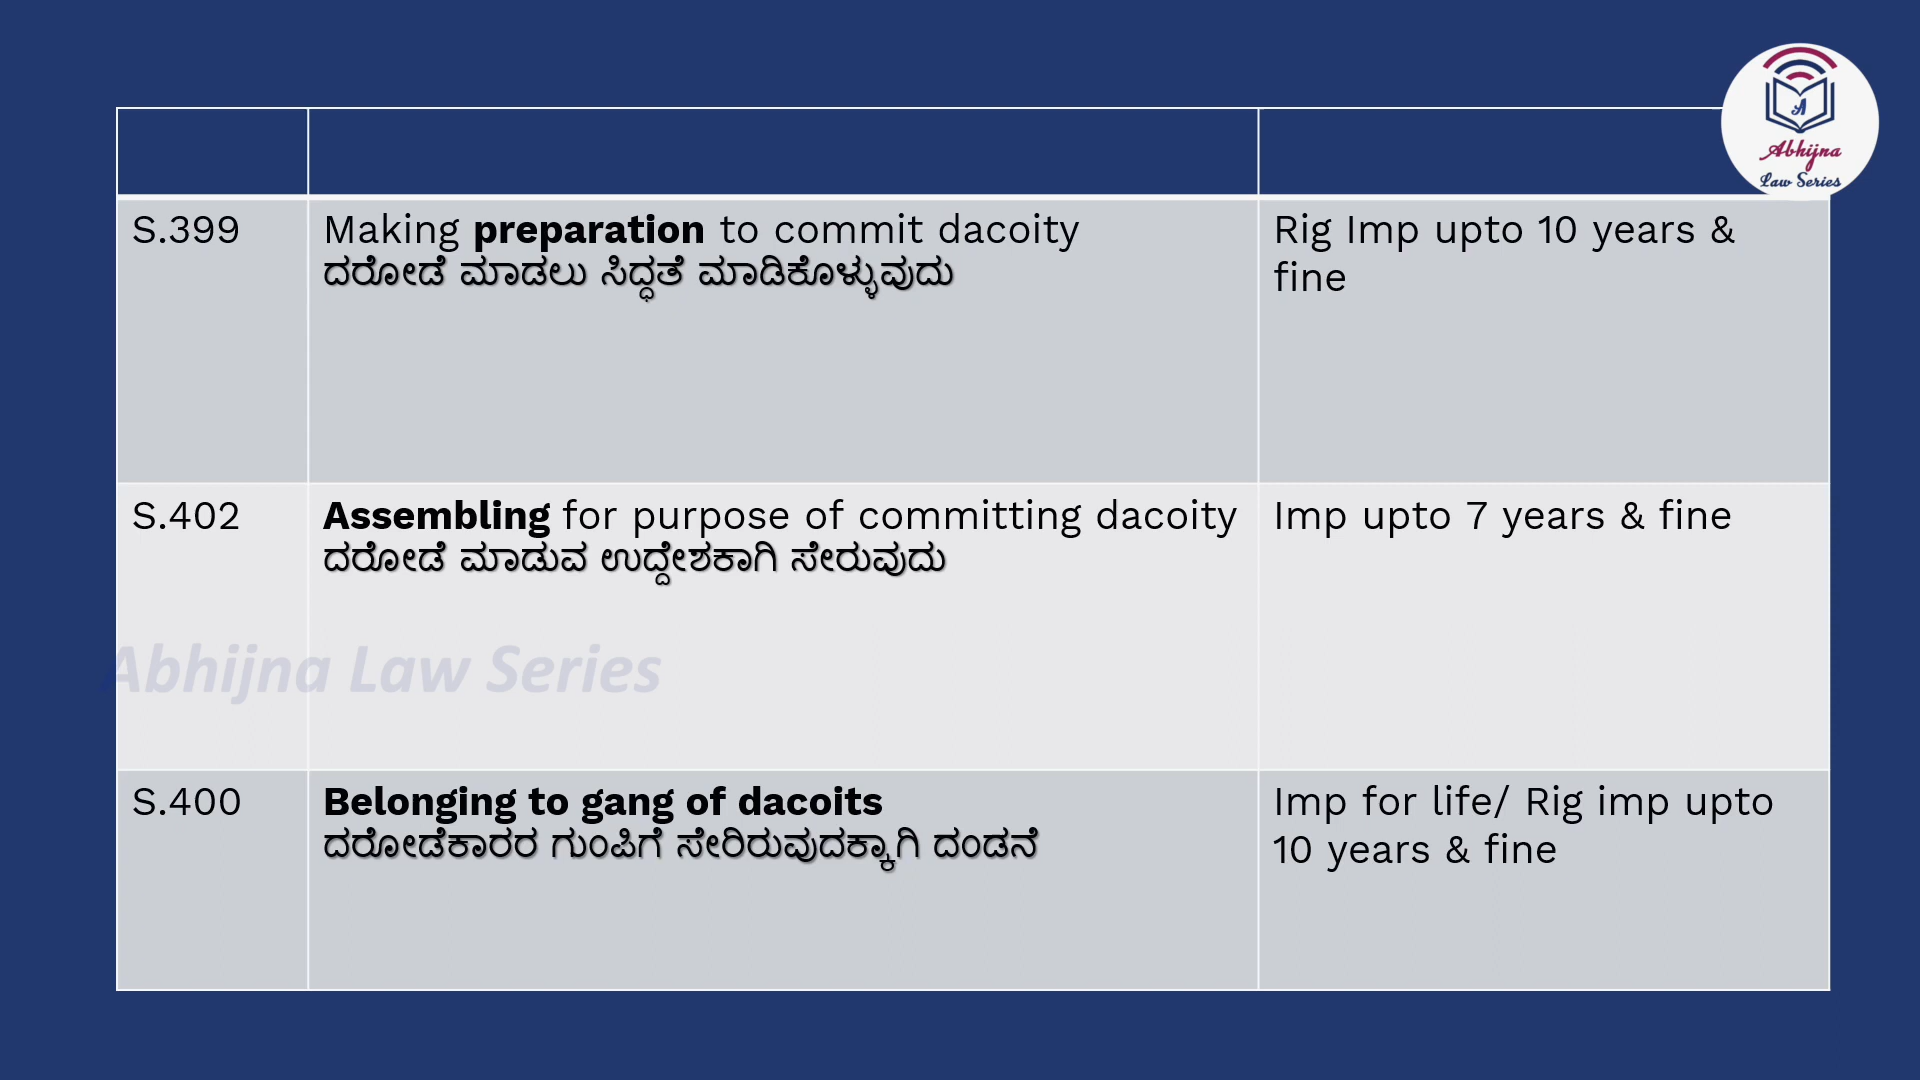 Abhijna
Law Series
S.399
Making preparation to commit dacoity
ದರೋಡೆ ಮಾಡಲು ಸಿದ್ಧತೆ ಮಾಡಿಕೊಳ್ಳುವುದು
Rig Imp upto 10 years &
fine
S.402
Assembling for purpose of committing dacoity
ದರೋಡೆ ಮಾಡುವ ಉದ್ದೇಶಕಾಗಿ ಸೇರುವುದು
Imp upto 7 years & fine
Abhijna Law Series
S.400
Belonging to gang of dacoits
ದರೋಡೆಕಾರರ ಗುಂಪಿಗೆ ಸೇರಿರುವುದಕ್ಕಾಗಿ ದಂಡನೆ
Imp for life/ Rig imp upto
10 years & fine